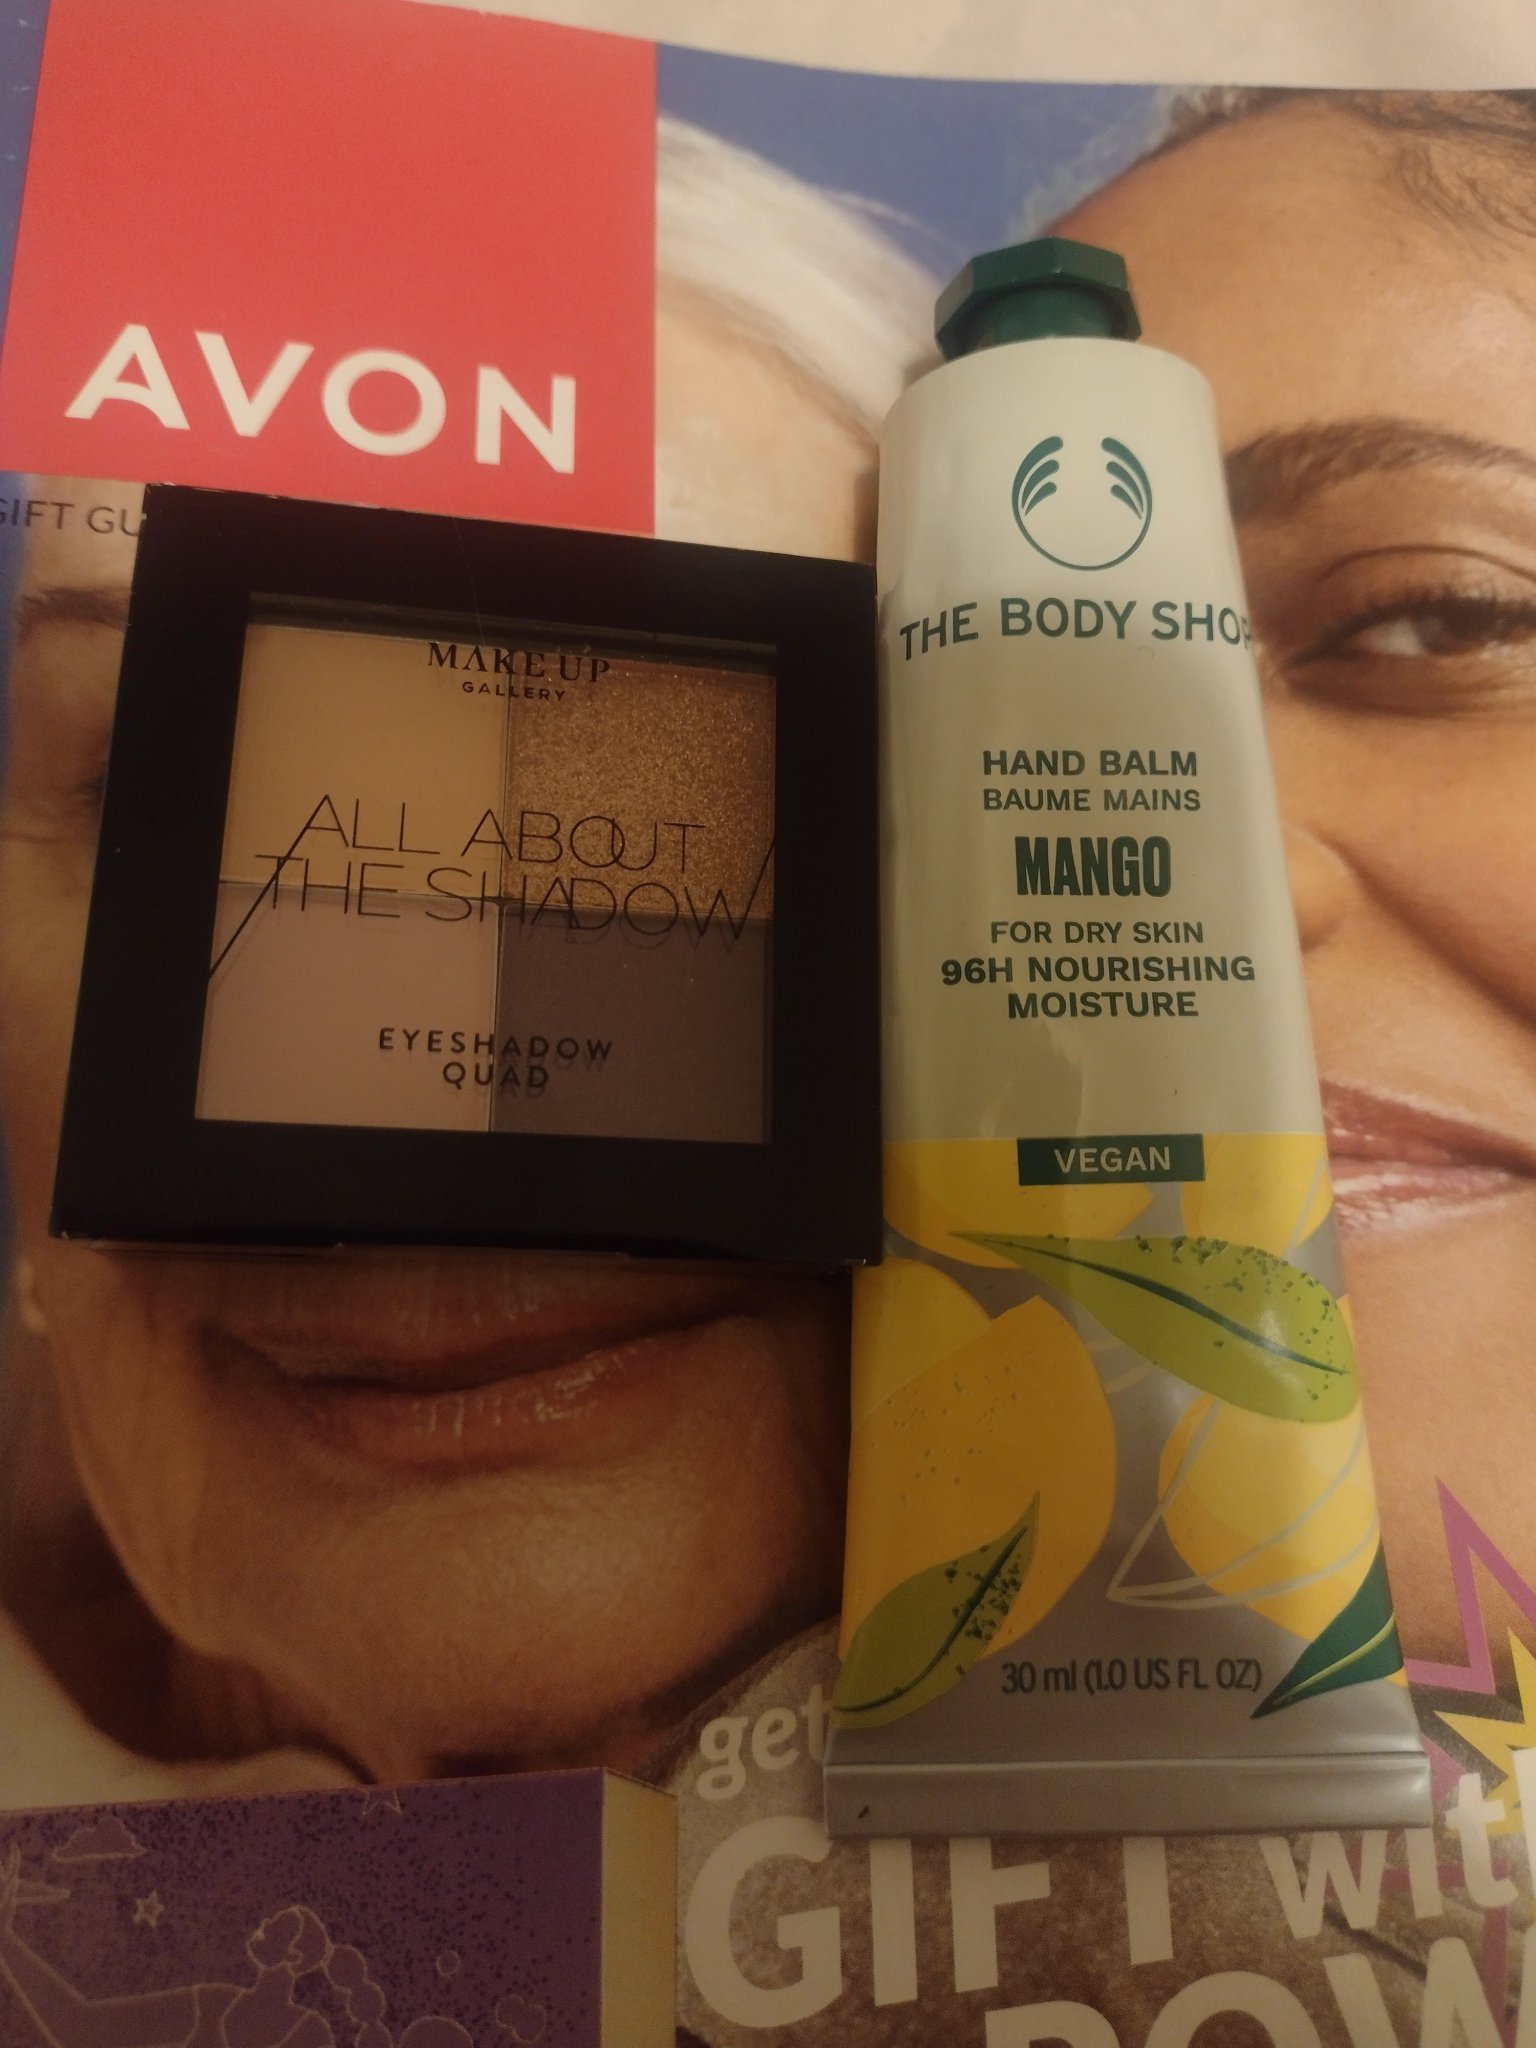 AVON
GIFT GU
MAKE UP
GALLERY
ALL ABOUT
THE SHADOW
EYESHADOW
QUAD
THE BODY SHOP
HAND BALM
BAUME MAINS
MANGO
FOR DRY SKIN
96H NOURISHING
MOISTURE
VEGAN
30 ml (1.0 US FL OZ)
get
GIFT with